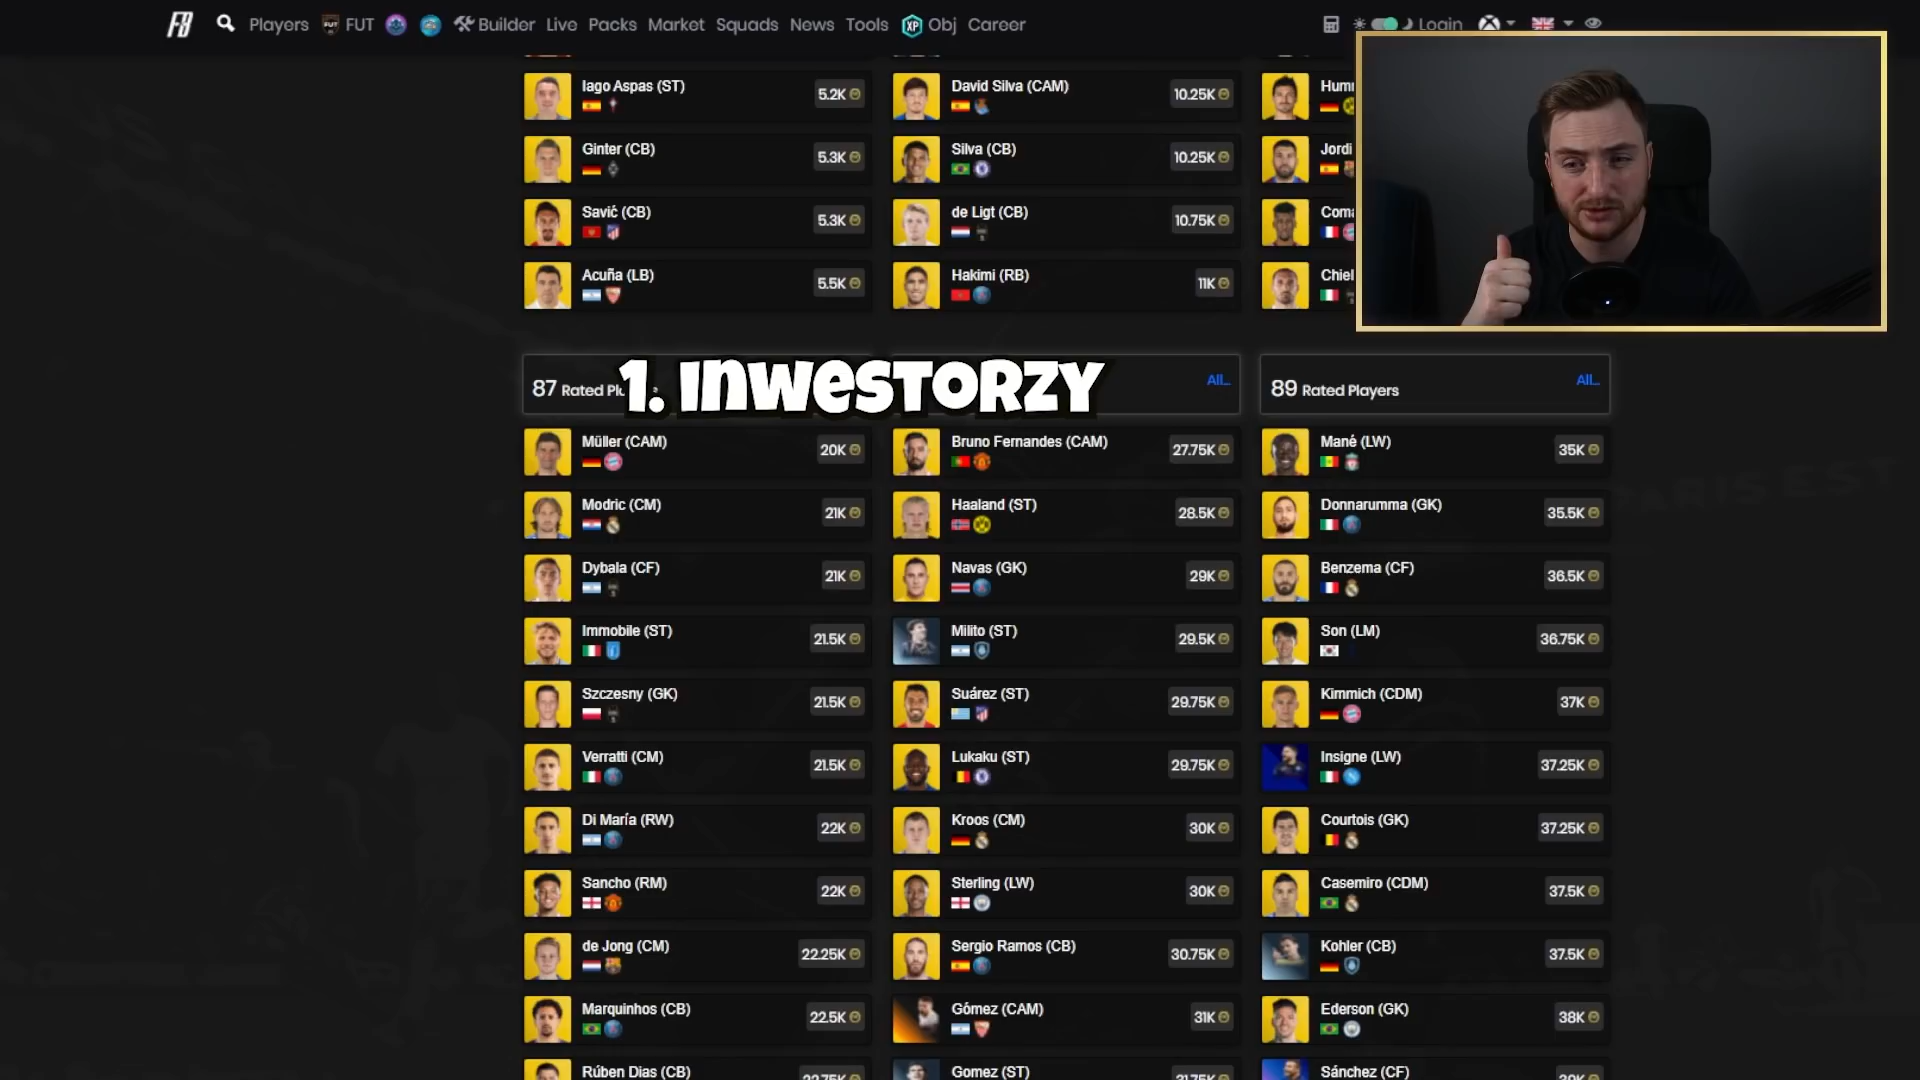 Players FUT Builder Live Packs Market Squads News Tools XP Obj Career Login
Iago Aspas (ST) 5.2K
David Silva (CAM) 10.25K
Ginter (CB) 5.3K
Silva (CB) 10.25K
Jordi
Savić (CB) 5.3K
de Ligt (CB) 10.75K
Acuña (LB) 5.5K
Hakimi (RB) 11K
Chiel
1. Inwestorzy
87 Rated
All...
89 Rated Players All...
Müller (CAM) 20K
Bruno Fernandes (CAM) 27.75K
Mané (LW) 35K
Modric (CM) 21K
Haaland (ST) 28.5K
Donnarumma (GK) 35.5K
Dybala (CF) 21K
Navas (GK) 29K
Benzema (CF) 36.5K
Immobile (ST) 21.5K
Milito (ST) 29.5K
Son (LM) 36.75K
Szczesny (GK) 21.5K
Suárez (ST) 29.75K
Kimmich (CDM) 37K
Verratti (CM) 21.5K
Lukaku (ST) 29.75K
Insigne (LW) 37.25K
Di María (RW) 22K
Kroos (CM) 30K
Courtois (GK) 37.25K
Sancho (RM) 22K
Sterling (LW) 30K
Casemiro (CDM) 37.5K
de Jong (CM) 22.25K
Sergio Ramos (CB) 30.75K
Kohler (CB) 37.5K
Marquinhos (CB) 22.5K
Gómez (CAM) 31K
Ederson (GK) 38K
Rúben Dias (CB) 22.75K
Gomez (ST) 31.75K
Sánchez (CF)